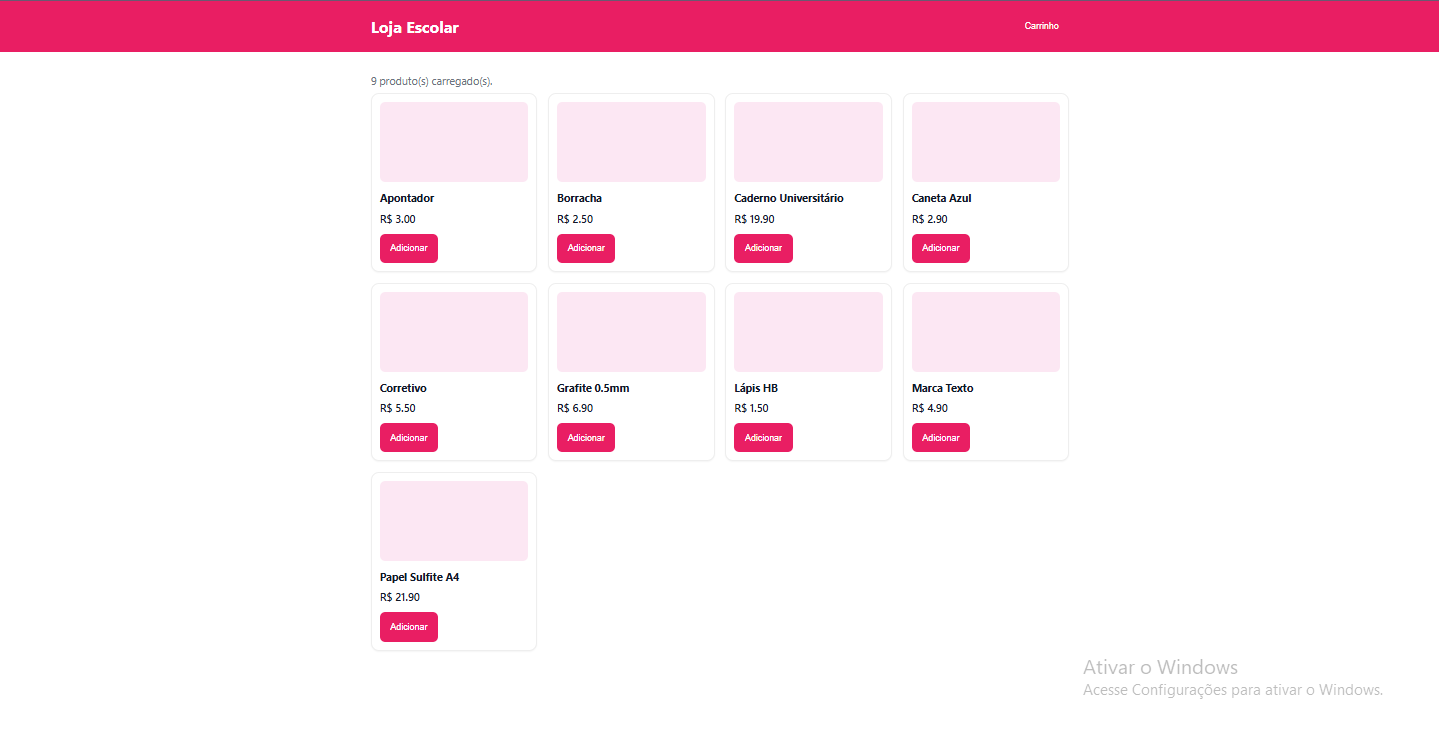 Loja Escolar
Carrinho
9 produto(s) carregado(s).
Apontador
R$ 3.00
Adicionar
Borracha
R$ 2.50
Adicionar
Caderno Universitário
R$ 19.90
Adicionar
Caneta Azul
R$ 2.90
Adicionar
Corretivo
R$ 5.50
Adicionar
Grafite 0.5mm
R$ 6.90
Adicionar
Lápis HB
R$ 1.50
Adicionar
Marca Texto
R$ 4.90
Adicionar
Papel Sulfite A4
R$ 21.90
Adicionar
Ativar o Windows
Acesse Configurações para ativar o Windows.